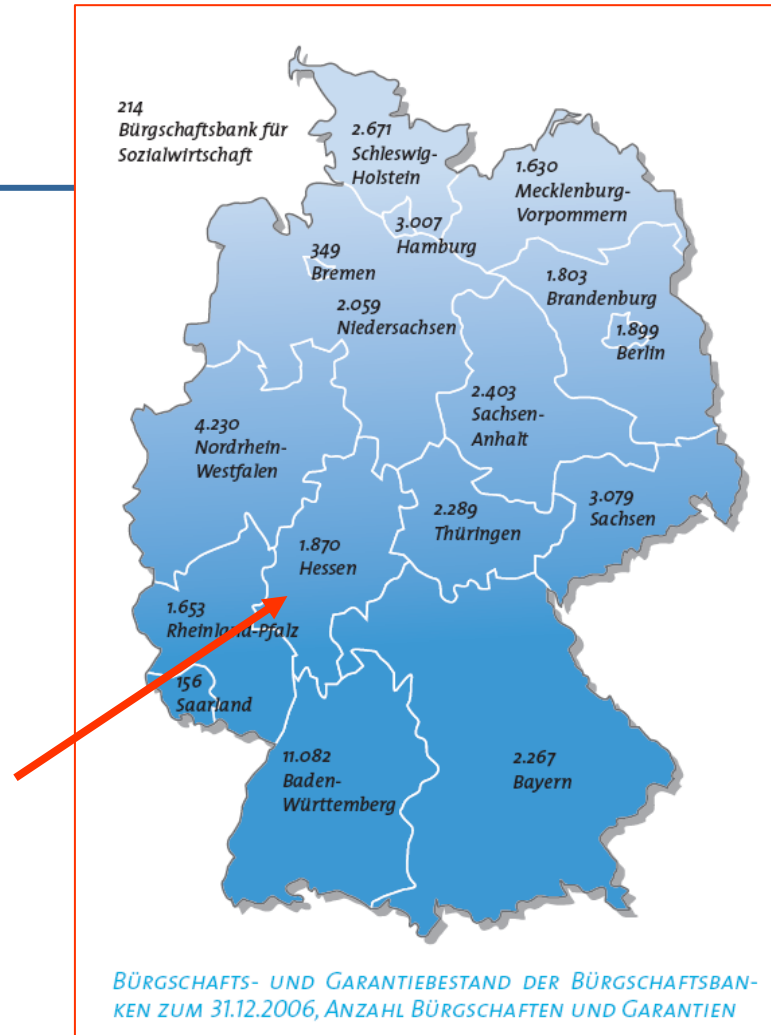 214
Bürgschaftsbank für
Sozialwirtschaft
2.671
Schleswig-
Holstein
1.630
Mecklenburg-
Vorpommern
3.007
Hamburg
349
Bremen
1.803
Brandenburg
2.059
Niedersachsen
1.899
Berlin
2.403
Sachsen-
Anhalt
4.230
Nordrhein-
Westfalen
3.079
Sachsen
2.289
Thüringen
1.870
Hessen
1.653
Rheinland-Pfalz
156
Saarland
11.082
Baden-
Württemberg
2.267
Bayern
BÜRGSCHAFTS- UND GARANTIEBESTAND DER BÜRGSCHAFTSBAN-
KEN ZUM 31.12.2006, ANZAHL BÜRGSCHAFTEN UND GARANTIEN